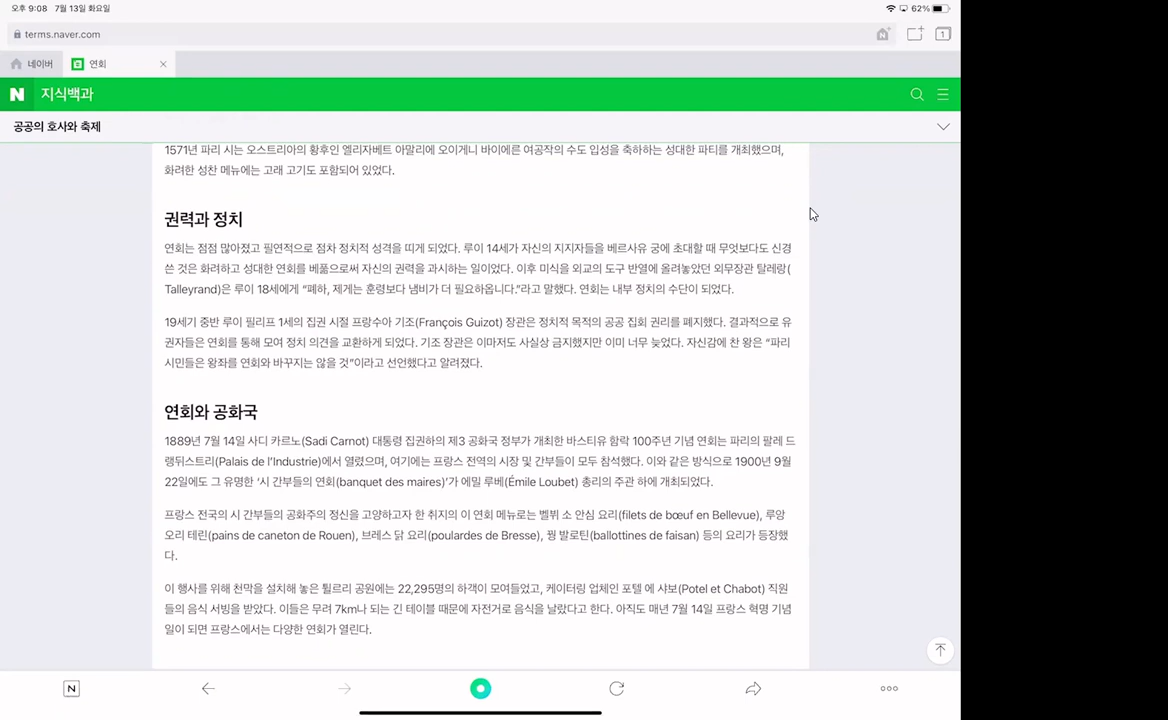 오후 9:08 7월 13일 화요일
62%
terms.naver.com
1
네이버
연회
N 지식백과
공공의 호사와 축제
1571년 파리 시는 오스트리아의 황후인 엘리자베트 아말리에 오이게니 바이에른 여공작의 수도 입성을 축하하는 성대한 파티를 개최했으며,
화려한 성찬 메뉴에는 고래 고기도 포함되어 있었다.
권력과 정치
연회는 점점 많아졌고 필연적으로 점차 정치적 성격을 띠게 되었다. 루이 14세가 자신의 지지자들을 베르사유 궁에 초대할 때 무엇보다도 신경
쓴 것은 화려하고 성대한 연회를 베풂으로써 자신의 권력을 과시하는 일이었다. 이후 미식을 외교의 도구 반열에 올려놓았던 외무장관 탈레랑(
Talleyrand)은 루이 18세에게 “폐하, 제게는 훈령보다 냄비가 더 필요하옵니다.”라고 말했다. 연회는 내부 정치의 수단이 되었다.
19세기 중반 루이 필리프 1세의 집권 시절 프랑수아 기조(François Guizot) 장관은 정치적 목적의 공공 집회 권리를 폐지했다. 결과적으로 유
권자들은 연회를 통해 모여 정치 의견을 교환하게 되었다. 기조 장관은 이마저도 사실상 금지했지만 이미 너무 늦었다. 자신감에 찬 왕은 “파리
시민들은 왕좌를 연회와 바꾸지는 않을 것”이라고 선언했다고 알려졌다.
연회와 공화국
1889년 7월 14일 사디 카르노(Sadi Carnot) 대통령 집권하의 제3 공화국 정부가 개최한 바스티유 함락 100주년 기념 연회는 파리의 팔레 드
랭뒤스트리(Palais de l’Industrie)에서 열렸으며, 여기에는 프랑스 전역의 시장 및 간부들이 모두 참석했다. 이와 같은 방식으로 1900년 9월
22일에도 그 유명한 ‘시 간부들의 연회(banquet des maires)’가 에밀 루베(Émile Loubet) 총리의 주관 하에 개최되었다.
프랑스 전국의 시 간부들의 공화주의 정신을 고양하고자 한 취지의 이 연회 메뉴로는 벨뷔 소 안심 요리(filets de bœuf en Bellevue), 루앙
오리 테린(pains de caneton de Rouen), 브레스 닭 요리(poulardes de Bresse), 꿩 발로틴(ballottines de faisan) 등의 요리가 등장했
다.
이 행사를 위해 천막을 설치해 놓은 튈르리 공원에는 22,295명의 하객이 모여들었고, 케이터링 업체인 포텔 에 샤보(Potel et Chabot) 직원
들의 음식 서빙을 받았다. 이들은 무려 7km나 되는 긴 테이블 때문에 자전거로 음식을 날랐다고 한다. 아직도 매년 7월 14일 프랑스 혁명 기념
일이 되면 프랑스에서는 다양한 연회가 열린다.
N